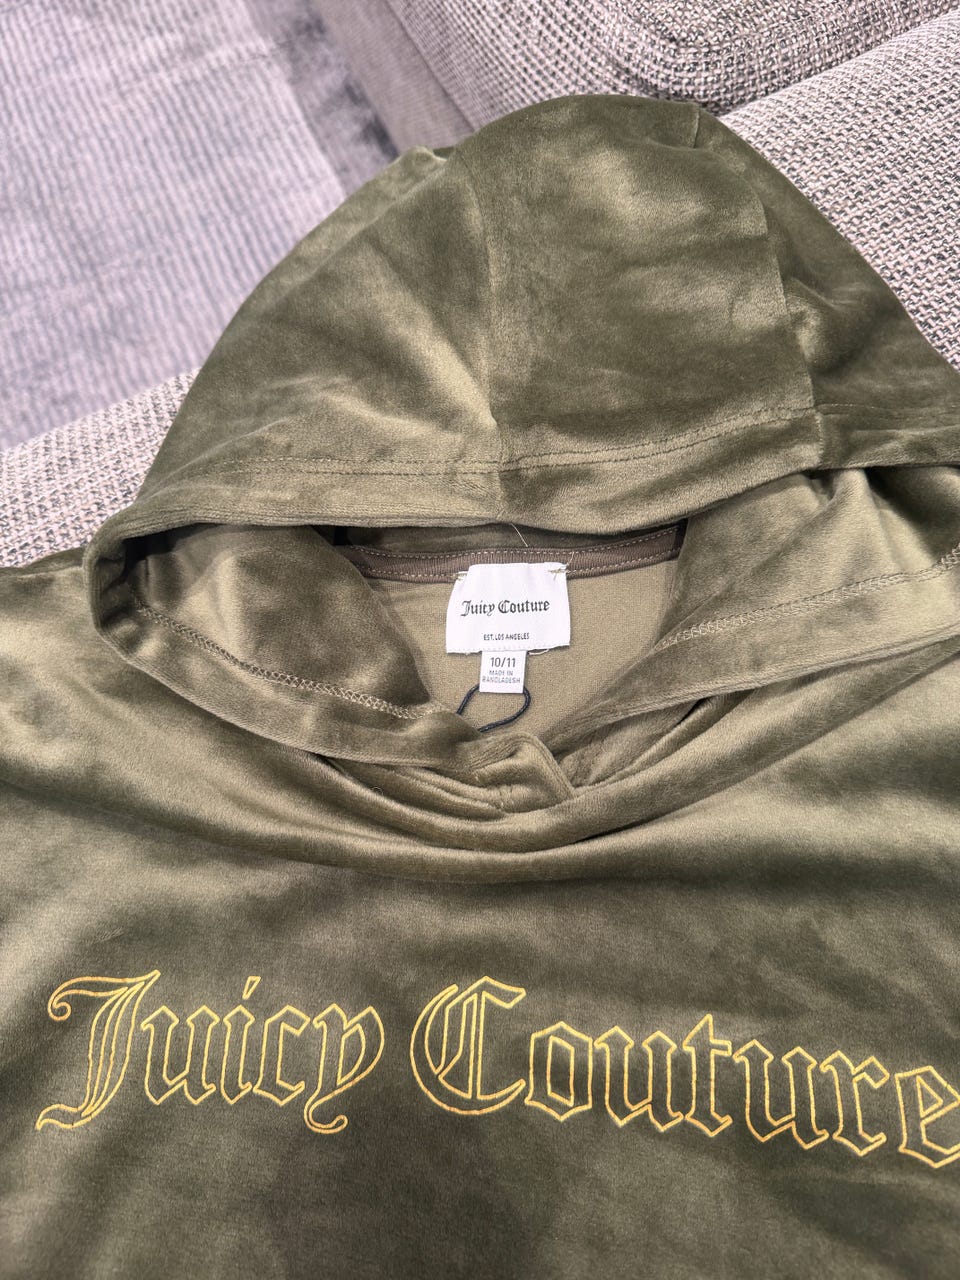 Juicy Couture
EST. LOS ANGELES
10/11
MADE IN
BANGLADESH
Juicy Couture